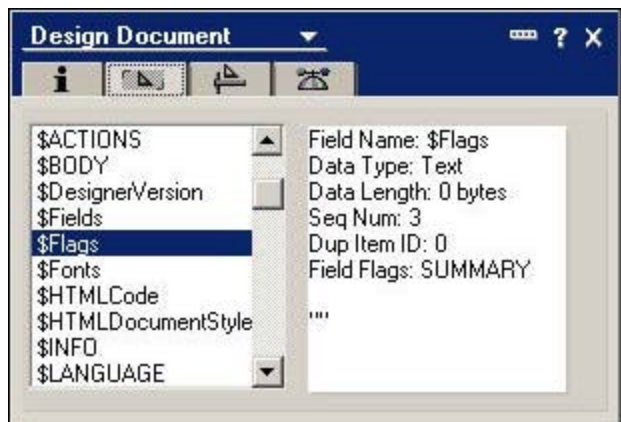 Design Document
? X
i
$ACTIONS
$BODY
$DesignerVersion
$Fields
$Flags
$Fonts
$HTMLCode
$HTMLDocumentStyle
$INFO
$LANGUAGE
Field Name: $Flags
Data Type: Text
Data Length: 0 bytes
Seq Num: 3
Dup Item ID: 0
Field Flags: SUMMARY
""